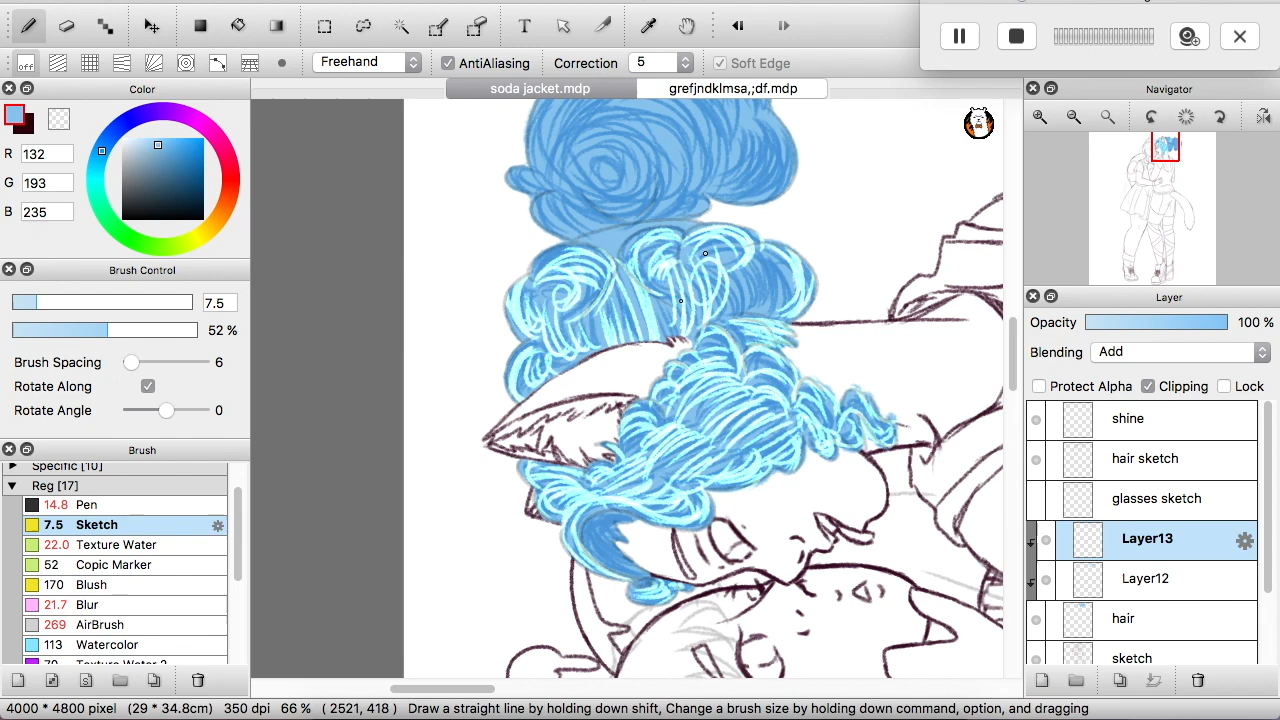 off
Freehand
AntiAliasing
Correction
5
Soft Edge
Color
soda jacket.mdp
grefjndklmsa,;df.mdp
Navigator
R
132
G
193
B
235
Brush Control
7.5
52 %
Brush Spacing
6
Rotate Along
Rotate Angle
0
Layer
Opacity
100 %
Blending
Add
Protect Alpha
Clipping
Lock
shine
hair sketch
glasses sketch
Layer13
Layer12
hair
sketch
Brush
Specific [10]
Reg [17]
14.8 Pen
7.5 Sketch
22.0 Texture Water
52 Copic Marker
170 Blush
21.7 Blur
269 AirBrush
113 Watercolor
70 Texture Water 2
4000 * 4800 pixel (29 * 34.8cm) 350 dpi 66 % ( 2521, 418 ) Draw a straight line by holding down shift, Change a brush size by holding down command, option, and dragging